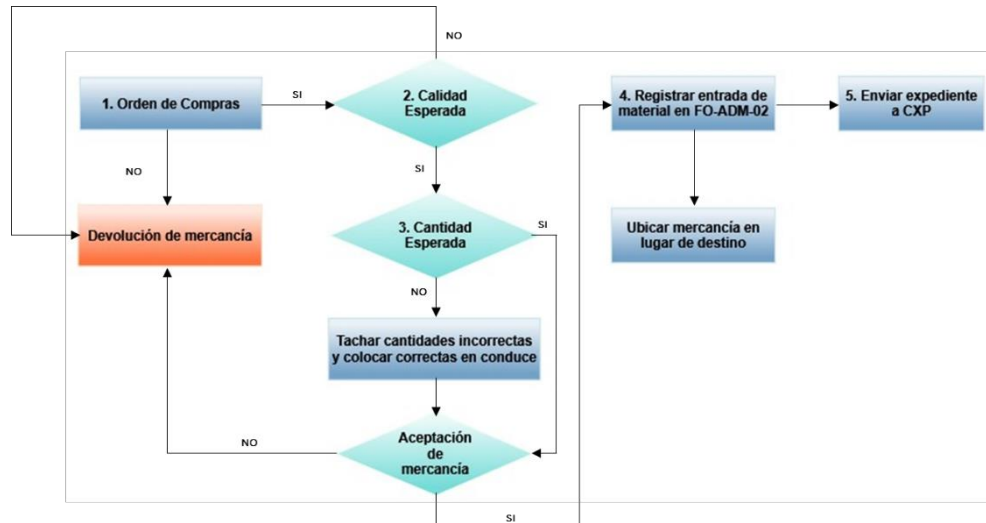 NO
1. Orden de Compras
SI
2. Calidad
Esperada
4. Registrar entrada de
material en FO-ADM-02
5. Enviar expediente
a CXP
NO
SI
Devolución de mercancía
3. Cantidad
Esperada
SI
Ubicar mercancía en
lugar de destino
NO
Tachar cantidades incorrectas
y colocar correctas en conduce
NO
Aceptación
de
mercancía
SI